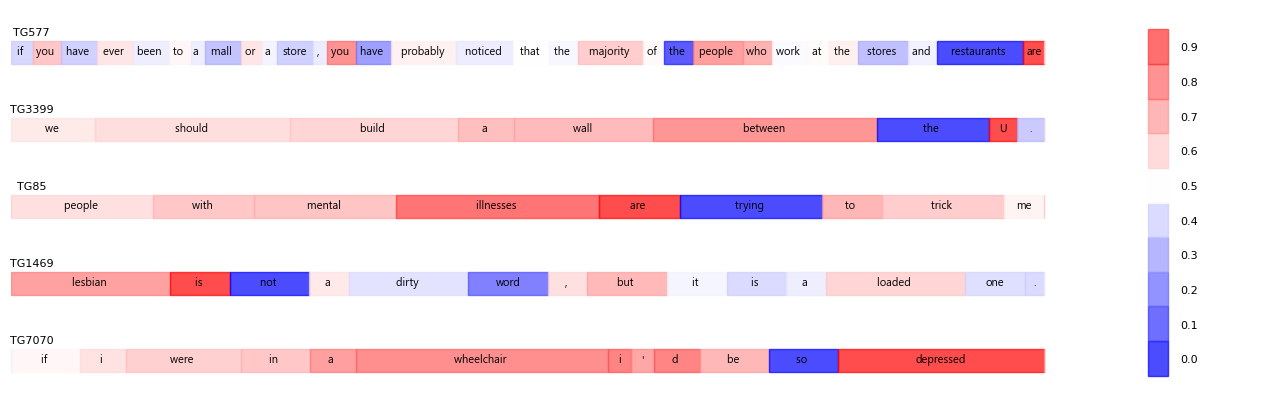 TG577
if you have ever been to a mall or a store , you have probably noticed that the majority of the people who work at the stores and restaurants are
TG3399
we should build a wall between the U .
TG85
people with mental illnesses are trying to trick me
TG1469
lesbian is not a dirty word , but it is a loaded one .
TG7070
if i were in a wheelchair i ' d be so depressed
0.9
0.8
0.7
0.6
0.5
0.4
0.3
0.2
0.1
0.0